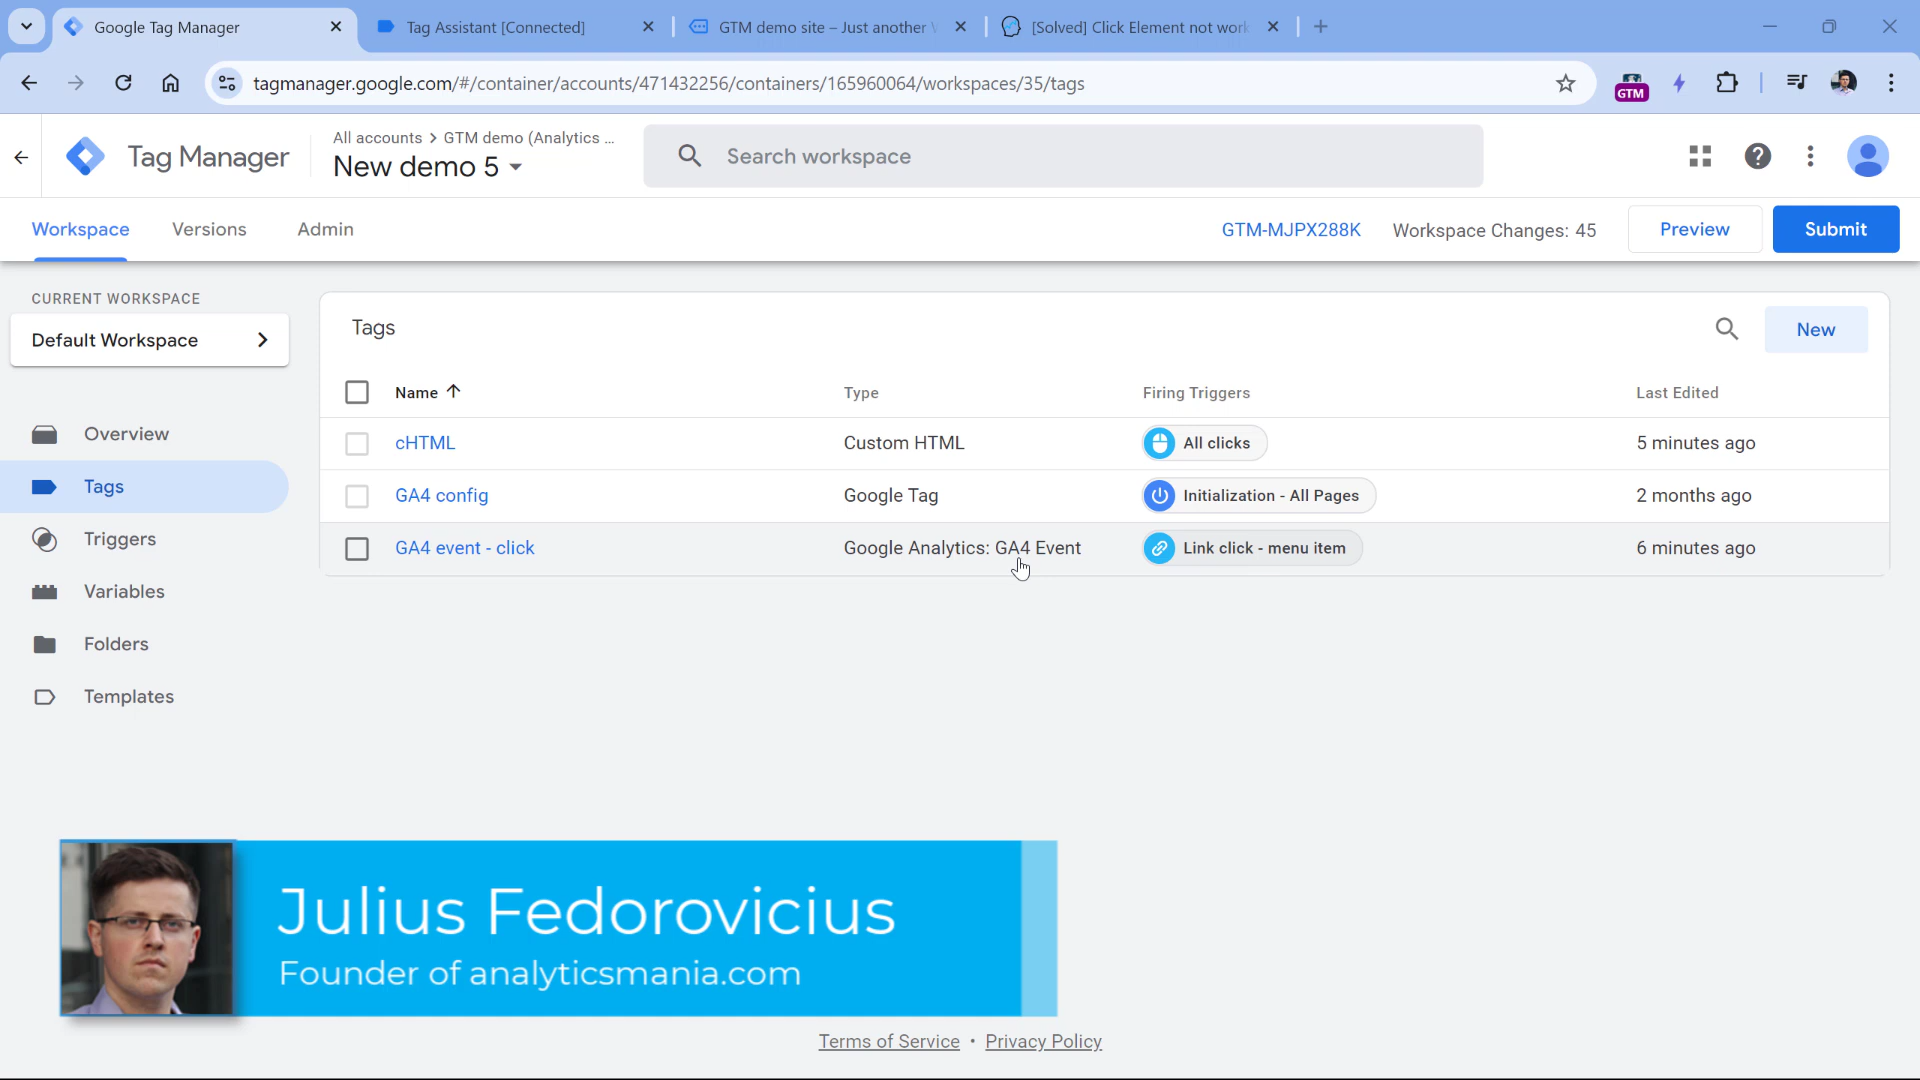 Google Tag Manager
Tag Assistant [Connected]
GTM demo site – Just another
[Solved] Click Element not work
tagmanager.google.com/#/container/accounts/471432256/containers/165960064/workspaces/35/tags
GTM
Tag Manager
All accounts > GTM demo (Analytics ...
New demo 5
Search workspace
Workspace
Versions
Admin
GTM-MJPX288K
Workspace Changes: 45
Preview
Submit
CURRENT WORKSPACE
Default Workspace
Overview
Tags
Triggers
Variables
Folders
Templates
Tags
New
Name
Type
Firing Triggers
Last Edited
cHTML
Custom HTML
All clicks
5 minutes ago
GA4 config
Google Tag
Initialization - All Pages
2 months ago
GA4 event - click
Google Analytics: GA4 Event
Link click - menu item
6 minutes ago
Julius Fedorovicius
Founder of analyticsmania.com
Terms of Service • Privacy Policy